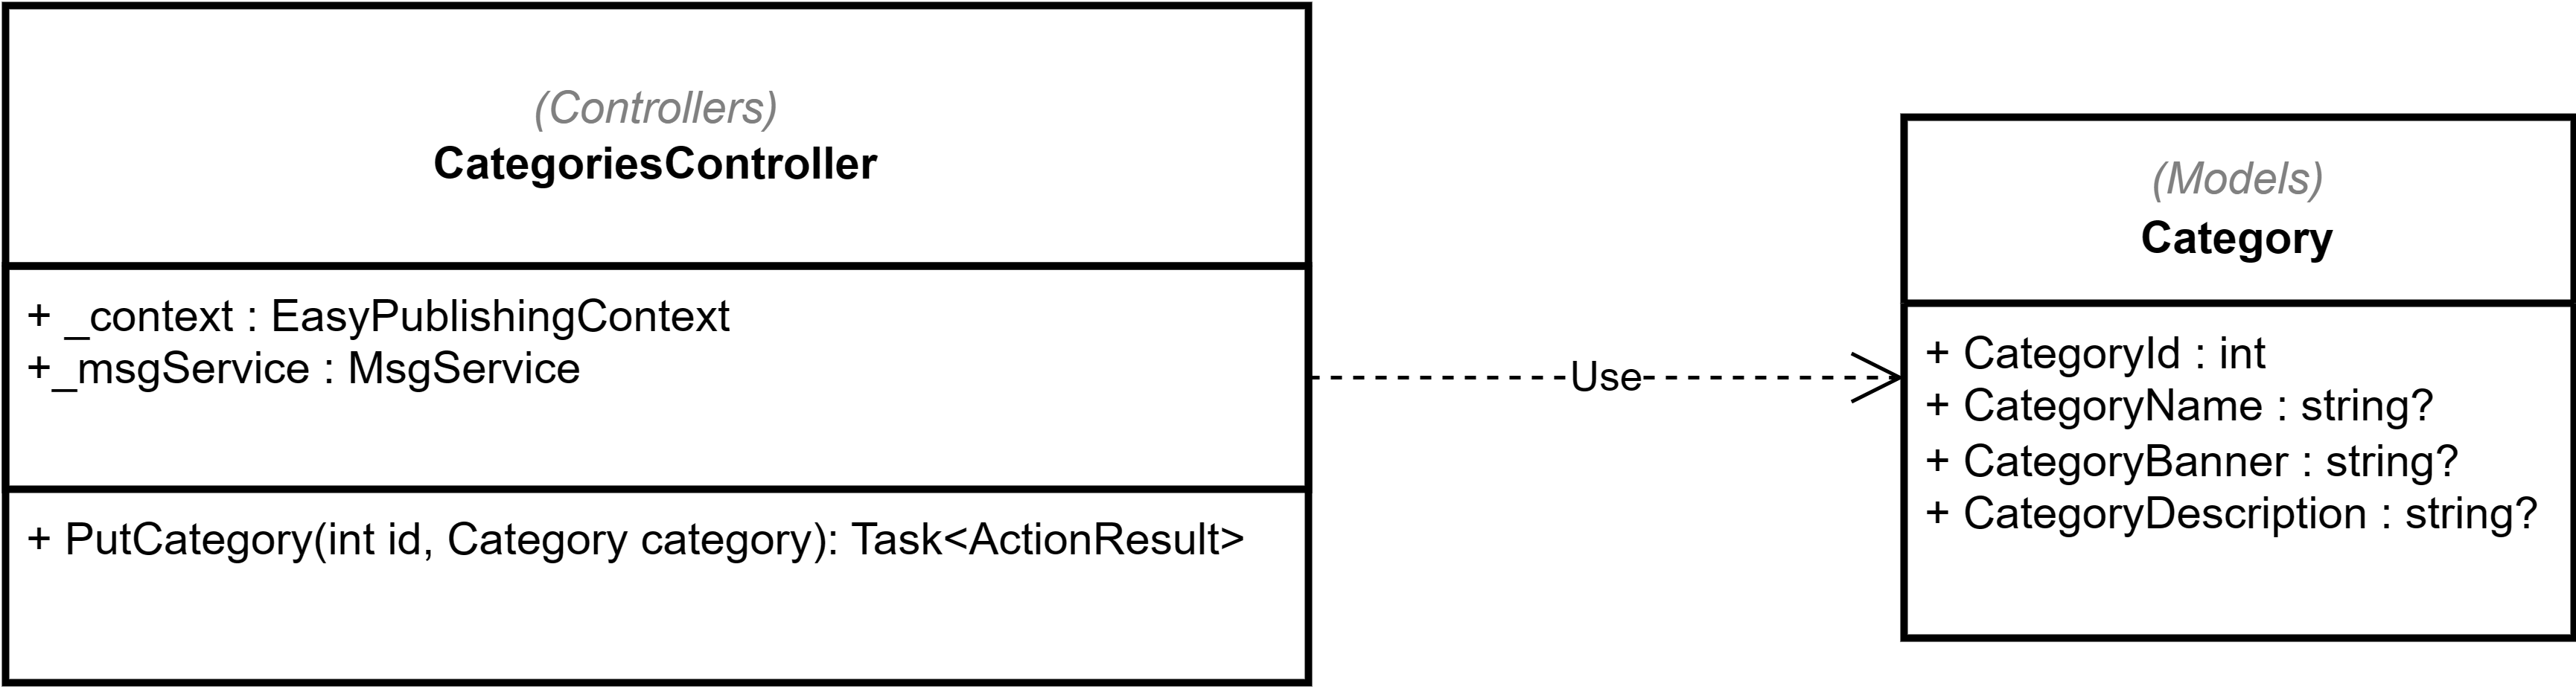 (Controllers)
CategoriesController
+ _context : EasyPublishingContext
+_msgService : MsgService
+ PutCategory(int id, Category category): Task<ActionResult>
Use
(Models)
Category
+ CategoryId : int
+ CategoryName : string?
+ CategoryBanner : string?
+ CategoryDescription : string?